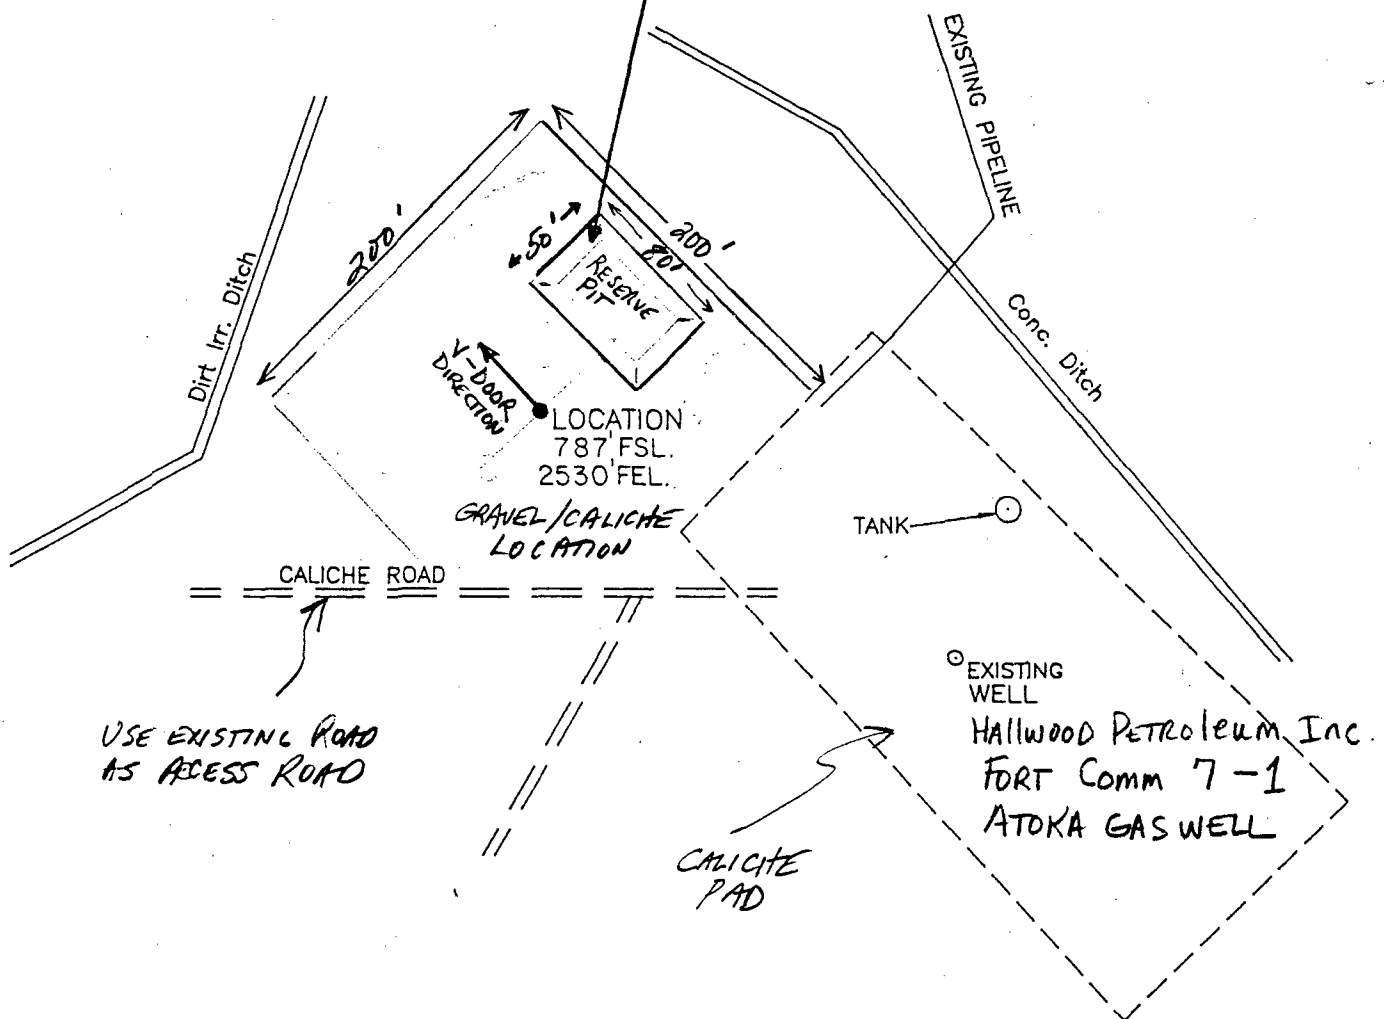 EXISTING PIPELINE
200'
50'
200'
80'
RESERVE
PIT
Dirt Irr. Ditch
Conc. Ditch
V-DOOR
DIRECTION
LOCATION
787' FSL.
2530' FEL.
GRAVEL/CALICHE
LOCATION
TANK
CALICHE ROAD
EXISTING
WELL
HAllWOOD PETROleuM Inc.
FORT Comm 7-1
ATOKA GAS WELL
USE EXISTING ROAD
AS ACESS ROAD
CALICHE
PAD